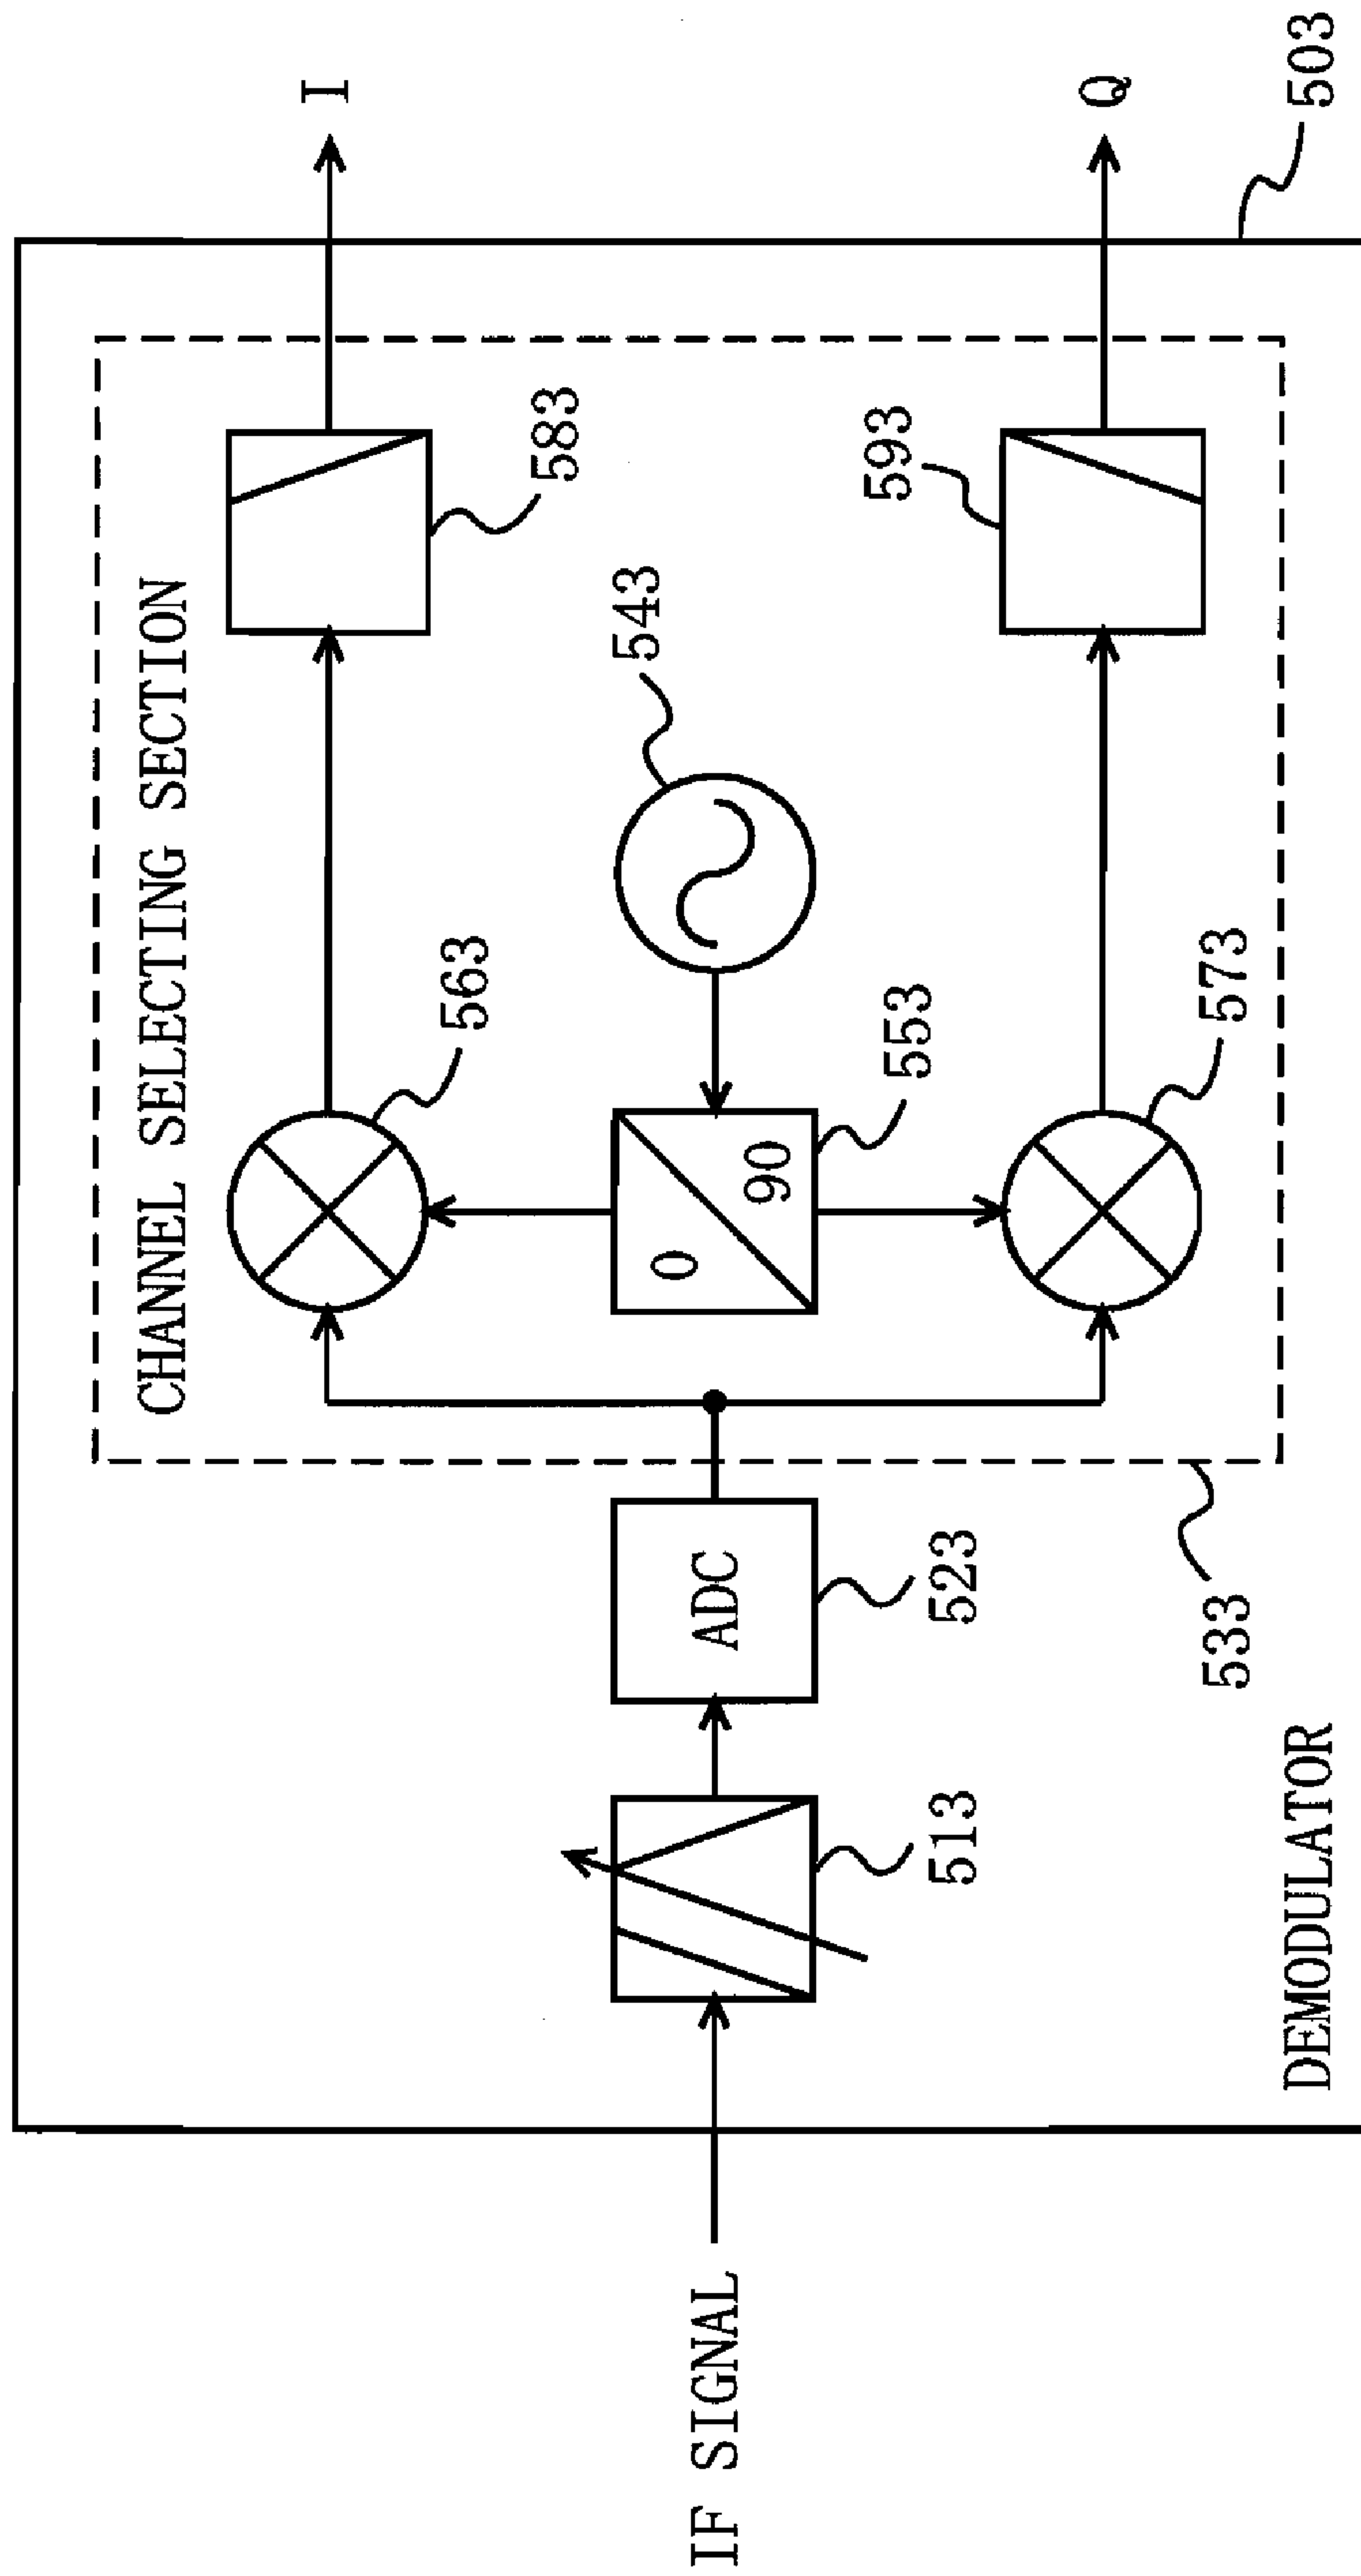 IF SIGNAL
DEMODULATOR
513
ADC
523
533
CHANNEL SELECTING SECTION
563
0
90
553
573
543
583
593
I
Q
503